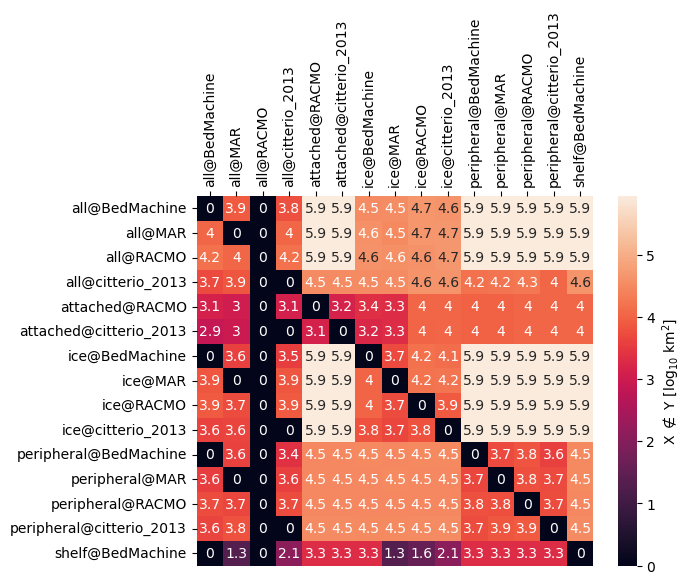 all@BedMachine
all@MAR
all@RACMO
all@citterio_2013
attached@RACMO
attached@citterio_2013
ice@BedMachine
ice@MAR
ice@RACMO
ice@citterio_2013
peripheral@BedMachine
peripheral@MAR
peripheral@RACMO
peripheral@citterio_2013
shelf@BedMachine
all@BedMachine 0 3.9 0 3.8 5.9 5.9 4.5 4.5 4.7 4.6 5.9 5.9 5.9 5.9 5.9
all@MAR 4 0 0 4 5.9 5.9 4.6 4.5 4.7 4.7 5.9 5.9 5.9 5.9 5.9
all@RACMO 4.2 4 0 4.2 5.9 5.9 4.6 4.6 4.6 4.7 5.9 5.9 5.9 5.9 5.9
all@citterio_2013 3.7 3.9 0 0 4.5 4.5 4.5 4.5 4.6 4.6 4.2 4.2 4.3 4 4.6
attached@RACMO 3.1 3 0 3.1 0 3.2 3.4 3.3 4 4 4 4 4 4 4
attached@citterio_2013 2.9 3 0 0 3.1 0 3.2 3.3 4 4 4 4 4 4 4
ice@BedMachine 0 3.6 0 3.5 5.9 5.9 0 3.7 4.2 4.1 5.9 5.9 5.9 5.9 5.9
ice@MAR 3.9 0 0 3.9 5.9 5.9 4 0 4.2 4.2 5.9 5.9 5.9 5.9 5.9
ice@RACMO 3.9 3.7 0 3.9 5.9 5.9 4 3.7 0 3.9 5.9 5.9 5.9 5.9 5.9
ice@citterio_2013 3.6 3.6 0 0 5.9 5.9 3.8 3.7 3.8 0 5.9 5.9 5.9 5.9 5.9
peripheral@BedMachine 0 3.6 0 3.4 4.5 4.5 4.5 4.5 4.5 4.5 0 3.7 3.8 3.6 4.5
peripheral@MAR 3.6 0 0 3.6 4.5 4.5 4.5 4.5 4.5 4.5 3.7 0 3.8 3.7 4.5
peripheral@RACMO 3.7 3.7 0 3.7 4.5 4.5 4.5 4.5 4.5 4.5 3.8 3.8 0 3.7 4.5
peripheral@citterio_2013 3.6 3.8 0 0 4.5 4.5 4.5 4.5 4.5 4.5 3.7 3.9 3.9 0 4.5
shelf@BedMachine 0 1.3 0 2.1 3.3 3.3 3.3 1.3 1.6 2.1 3.3 3.3 3.3 3.3 0
5
4
3
2
1
0
X ∉ Y [log₁₀ km²]